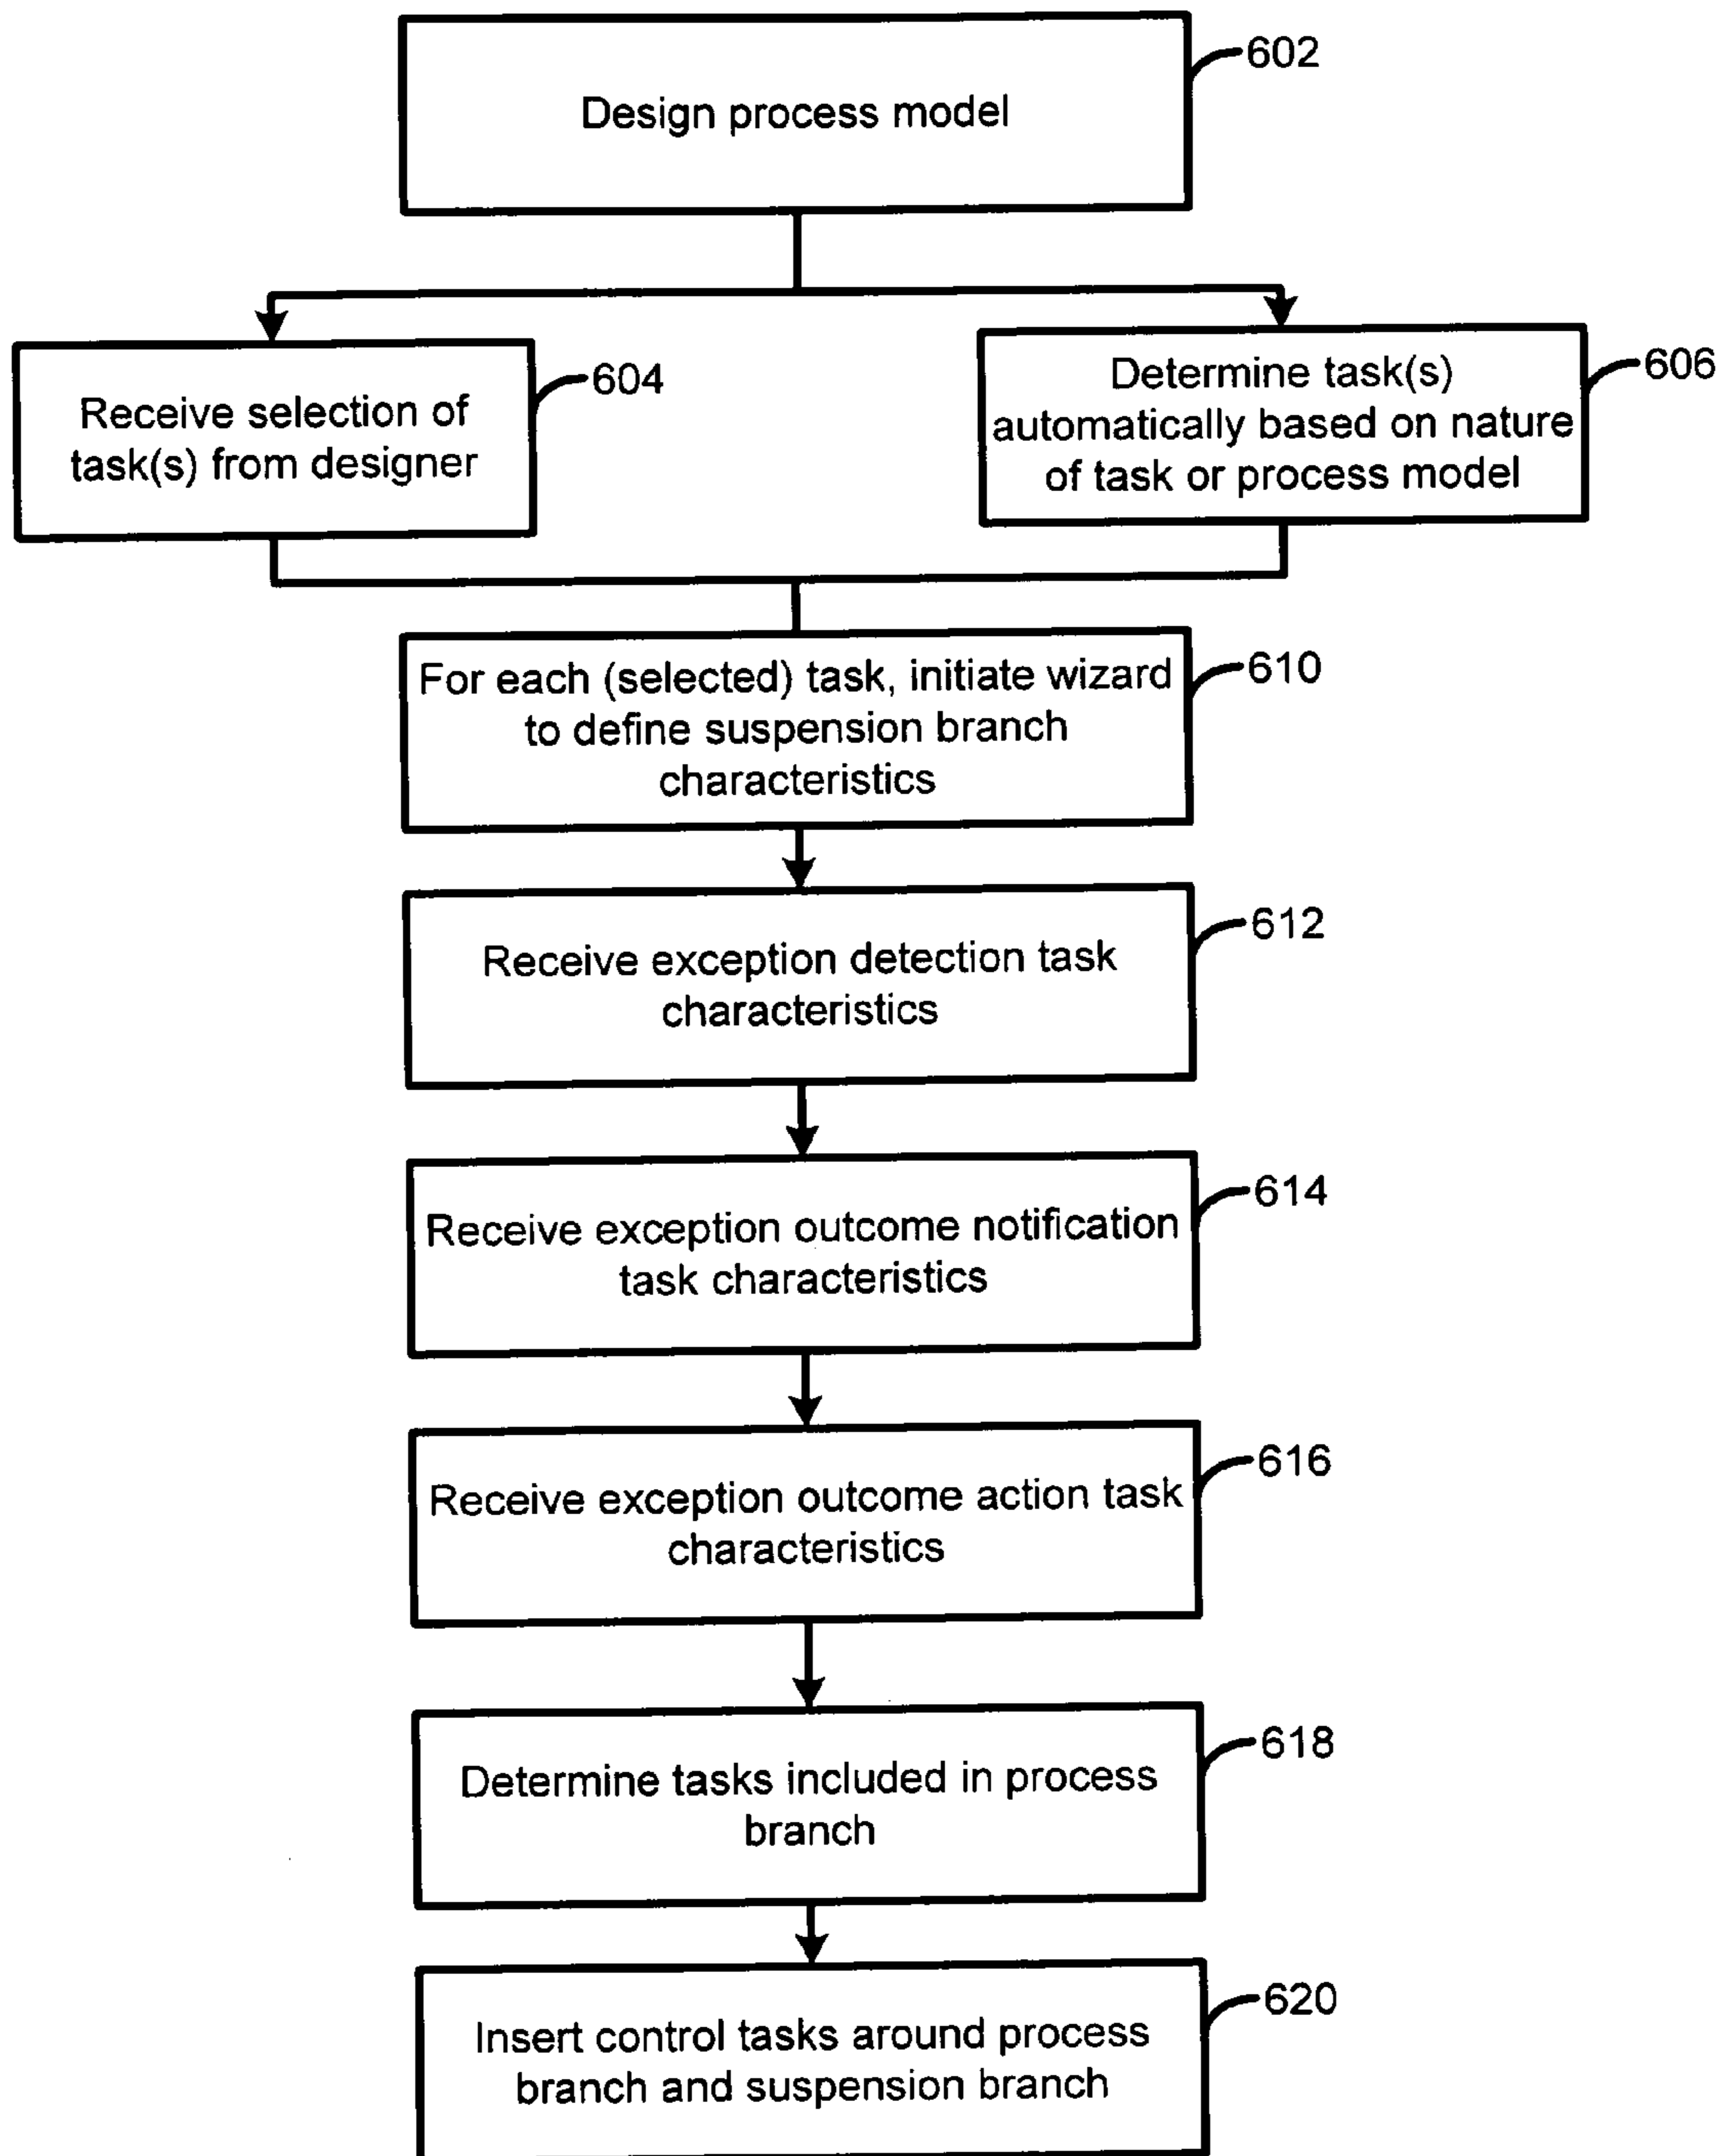 Design process model
602
Receive selection of
task(s) from designer
604
Determine task(s)
automatically based on nature
of task or process model
606
For each (selected) task, initiate wizard
to define suspension branch
characteristics
610
Receive exception detection task
characteristics
612
Receive exception outcome notification
task characteristics
614
Receive exception outcome action task
characteristics
616
Determine tasks included in process
branch
618
Insert control tasks around process
branch and suspension branch
620